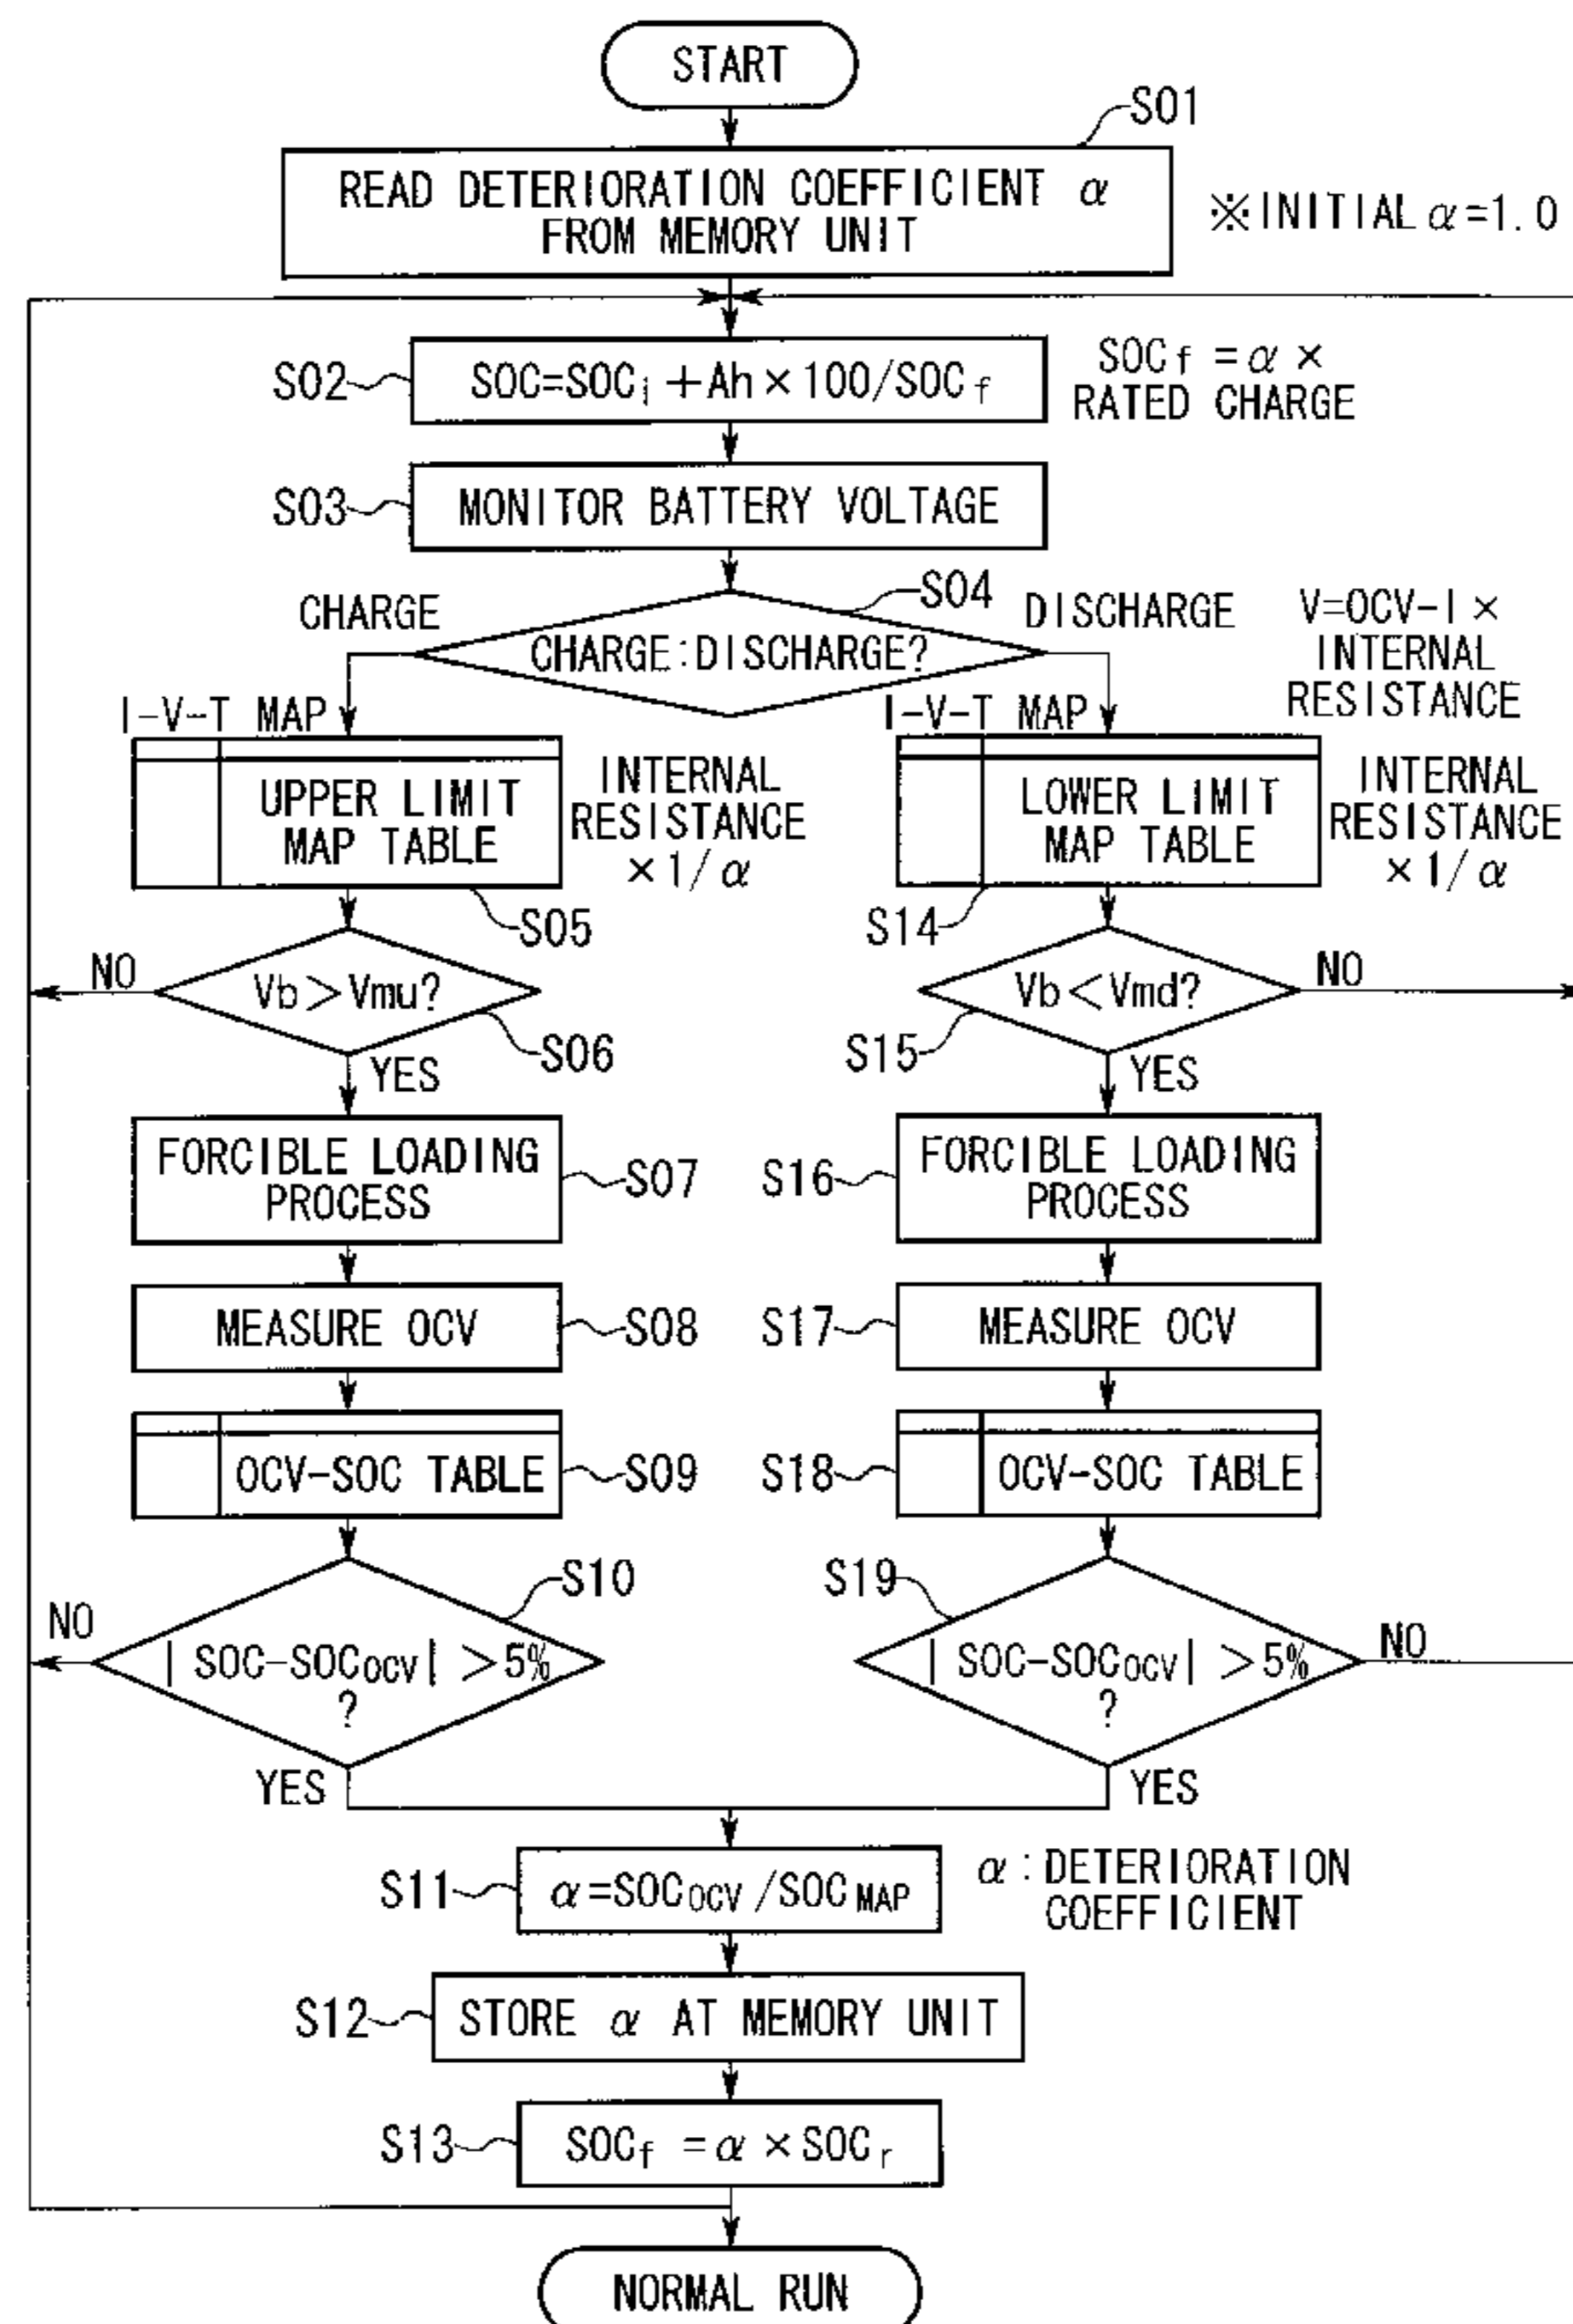 START
S01
READ DETERIORATION COEFFICIENT α
FROM MEMORY UNIT
※INITIAL α=1.0
S02
SOC=SOCi+Ah×100/SOCf
SOCf=α×
RATED CHARGE
S03
MONITOR BATTERY VOLTAGE
S04
CHARGE
CHARGE:DISCHARGE?
DISCHARGE
V=OCV-I×
INTERNAL
RESISTANCE
I-V-T MAP
UPPER LIMIT
MAP TABLE
INTERNAL
RESISTANCE
×1/α
S05
I-V-T MAP
LOWER LIMIT
MAP TABLE
INTERNAL
RESISTANCE
×1/α
S14
NO
Vb>Vmu?
S06
YES
Vb<Vmd?
NO
S15
YES
FORCIBLE LOADING
PROCESS
S07
S16
FORCIBLE LOADING
PROCESS
MEASURE OCV
S08
S17
MEASURE OCV
OCV-SOC TABLE
S09
S18
OCV-SOC TABLE
S10
NO
|SOC-SOCOCV|>5%
?
YES
S19
|SOC-SOCOCV|>5%
?
NO
YES
S11
α=SOCOCV/SOCMAP
α:DETERIORATION
COEFFICIENT
S12
STORE α AT MEMORY UNIT
S13
SOCf=α×SOCr
NORMAL RUN